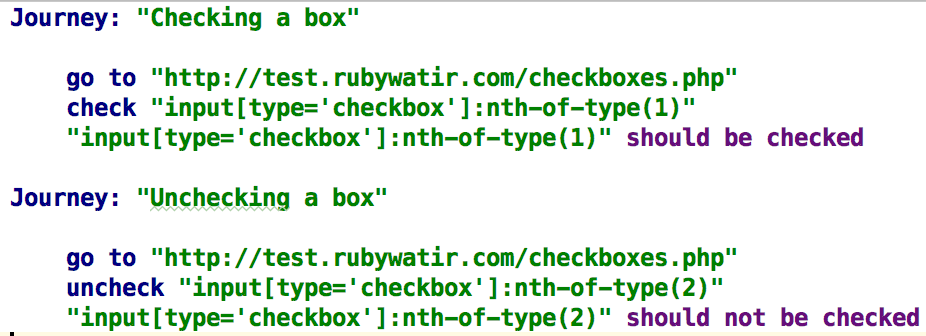 Journey: "Checking a box"
go to "http://test.rubywatir.com/checkboxes.php"
check "input[type='checkbox']:nth-of-type(1)"
"input[type='checkbox']:nth-of-type(1)" should be checked
Journey: "Unchecking a box"
go to "http://test.rubywatir.com/checkboxes.php"
uncheck "input[type='checkbox']:nth-of-type(2)"
"input[type='checkbox']:nth-of-type(2)" should not be checked